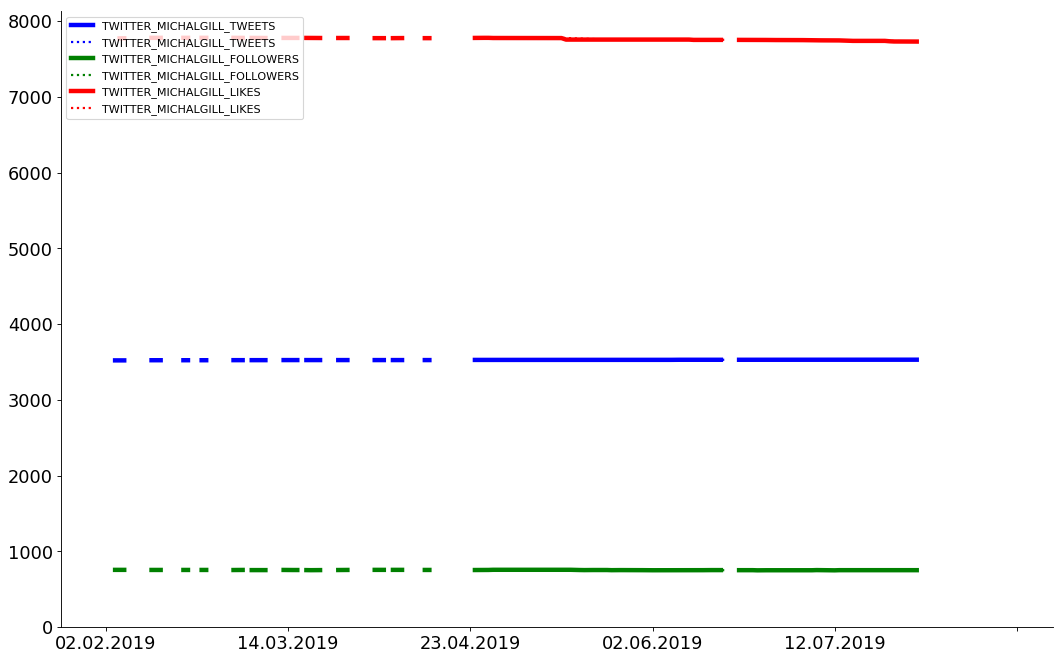 8000
7000
6000
5000
4000
3000
2000
1000
0
TWITTER_MICHALGILL_TWEETS
TWITTER_MICHALGILL_TWEETS
TWITTER_MICHALGILL_FOLLOWERS
TWITTER_MICHALGILL_FOLLOWERS
TWITTER_MICHALGILL_LIKES
TWITTER_MICHALGILL_LIKES
02.02.2019 14.03.2019 23.04.2019 02.06.2019 12.07.2019